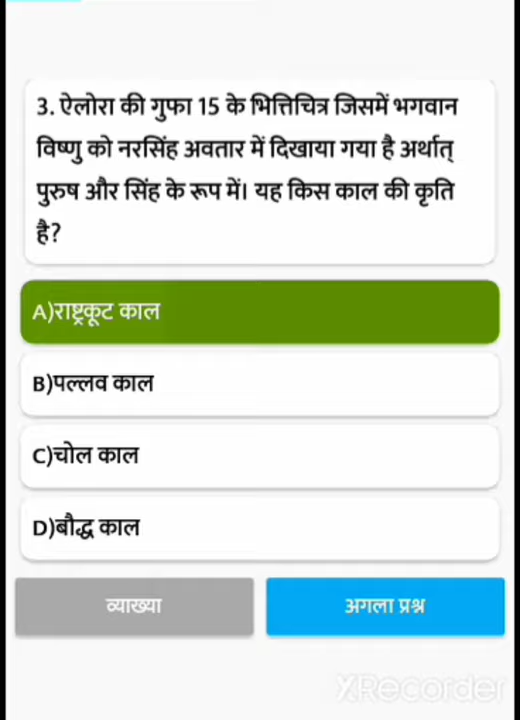 3. ऐलोरा की गुफा 15 के भित्तिचित्र जिसमें भगवान
विष्णु को नरसिंह अवतार में दिखाया गया है अर्थात्
पुरुष और सिंह के रूप में। यह किस काल की कृति
है?
A)राष्ट्रकूट काल
B)पल्लव काल
C)चोल काल
D)बौद्ध काल
व्याख्या
अगला प्रश्न
XRecorder